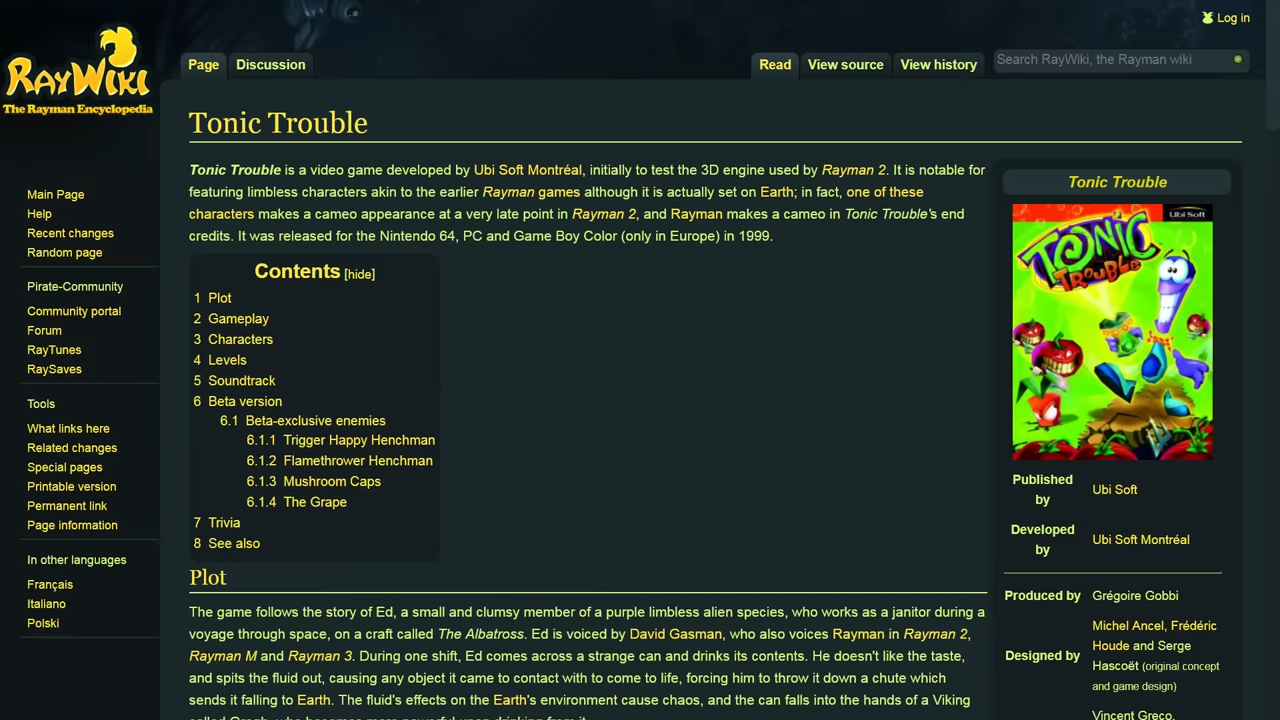 Log in
RAYWIKI
The Rayman Encyclopedia
Page Discussion Read View source View history Search RayWiki, the Rayman wiki
Tonic Trouble
Main Page
Help
Recent changes
Random page
Pirate-Community
Community portal
Forum
RayTunes
RaySaves
Tools
What links here
Related changes
Special pages
Printable version
Permanent link
Page information
In other languages
Français
Italiano
Polski
Tonic Trouble is a video game developed by Ubi Soft Montréal, initially to test the 3D engine used by Rayman 2. It is notable for
featuring limbless characters akin to the earlier Rayman games although it is actually set on Earth; in fact, one of these
characters makes a cameo appearance at a very late point in Rayman 2, and Rayman makes a cameo in Tonic Trouble's end
credits. It was released for the Nintendo 64, PC and Game Boy Color (only in Europe) in 1999.
Contents [hide]
1 Plot
2 Gameplay
3 Characters
4 Levels
5 Soundtrack
6 Beta version
6.1 Beta-exclusive enemies
6.1.1 Trigger Happy Henchman
6.1.2 Flamethrower Henchman
6.1.3 Mushroom Caps
6.1.4 The Grape
7 Trivia
8 See also
Plot
The game follows the story of Ed, a small and clumsy member of a purple limbless alien species, who works as a janitor during a
voyage through space, on a craft called The Albatross. Ed is voiced by David Gasman, who also voices Rayman in Rayman 2,
Rayman M and Rayman 3. During one shift, Ed comes across a strange can and drinks its contents. He doesn't like the taste,
and spits the fluid out, causing any object it came to contact with to come to life, forcing him to throw it down a chute which
sends it falling to Earth. The fluid's effects on the Earth's environment cause chaos, and the can falls into the hands of a Viking
called Grogh, who becomes more powerful upon drinking from it.
Tonic Trouble
Ubi Soft
TONIC
TROUBLE
Published
by
Ubi Soft
Developed
by
Ubi Soft Montréal
Produced by Grégoire Gobbi
Designed by
Michel Ancel, Frédéric
Houde and Serge
Hascoët (original concept
and game design)
Vincent Greco,